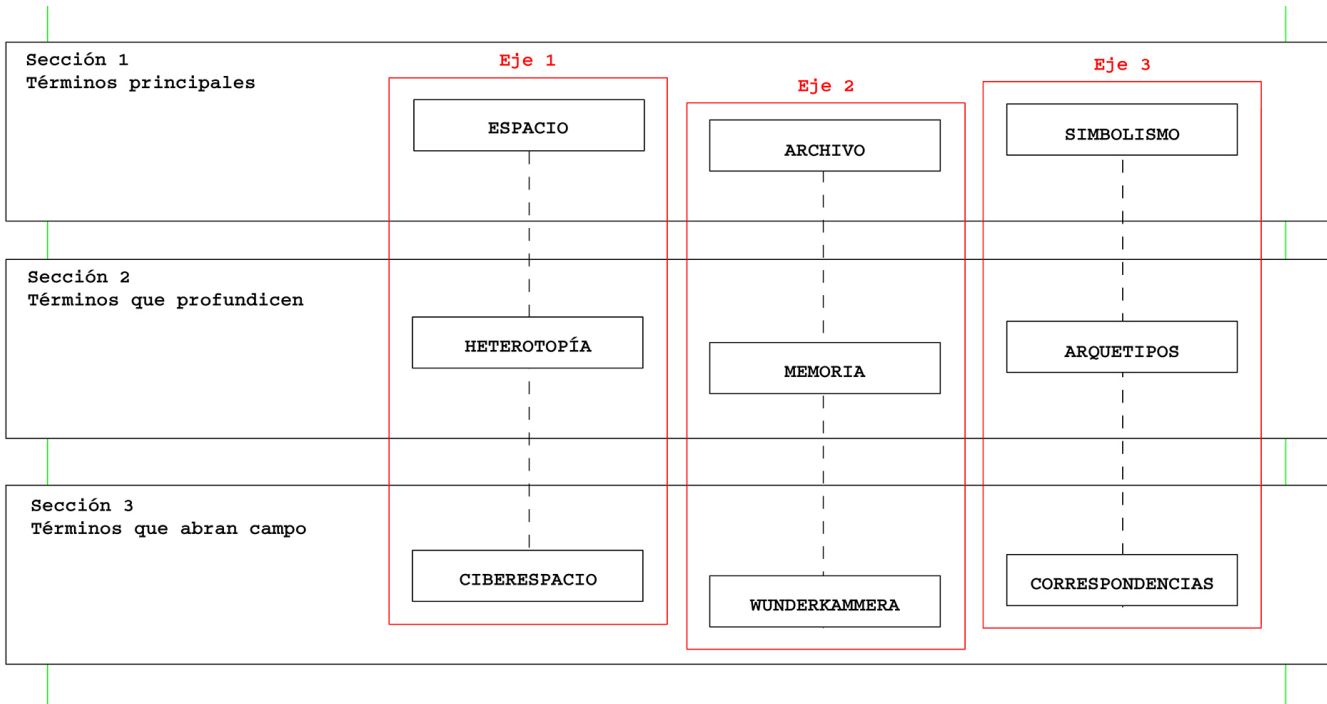 Sección 1
Términos principales
Eje 1
Eje 2
Eje 3
ESPACIO
ARCHIVO
SIMBOLISMO
Sección 2
Términos que profundicen
HETEROTOPÍA
MEMORIA
ARQUETIPOS
Sección 3
Términos que abran campo
CIBERESPACIO
WUNDERKAMMERA
CORRESPONDENCIAS